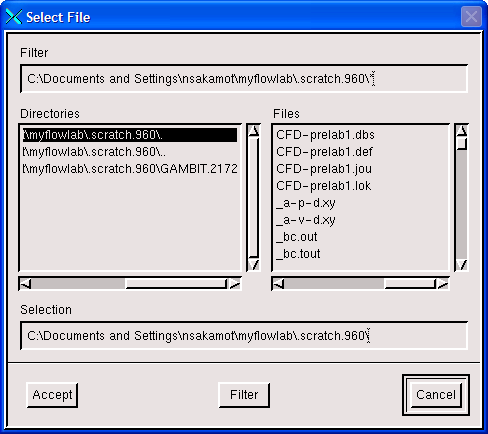 Select File
Filter
C:\Documents and Settings\nsakamot\myflowlab\.scratch.960\*
Directories
t\myflowlab\.scratch.960\.
t\myflowlab\.scratch.960\..
t\myflowlab\.scratch.960\GAMBIT.2172
Files
CFD-prelab1.dbs
CFD-prelab1.def
CFD-prelab1.jou
CFD-prelab1.lok
_a-p-d.xy
_a-v-d.xy
_bc.out
_bc.tout
Selection
C:\Documents and Settings\nsakamot\myflowlab\.scratch.960\
Accept
Filter
Cancel